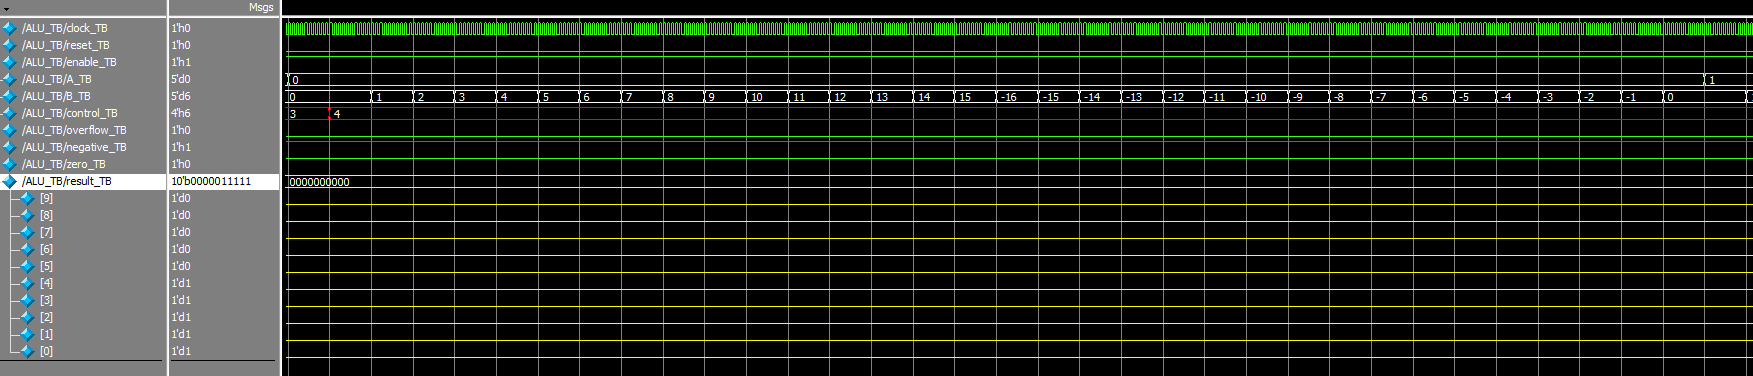 Msgs
/ALU_TB/clock_TB 1'h0
/ALU_TB/reset_TB 1'h0
/ALU_TB/enable_TB 1'h1
/ALU_TB/A_TB 5'd0 0 1
/ALU_TB/B_TB 5'd6 0 1 2 3 4 5 6 7 8 9 10 11 12 13 14 15 -16 -15 -14 -13 -12 -11 -10 -9 -8 -7 -6 -5 -4 -3 -2 -1 0
/ALU_TB/control_TB 4'h6 3 4
/ALU_TB/overflow_TB 1'h0
/ALU_TB/negative_TB 1'h1
/ALU_TB/zero_TB 1'h0
/ALU_TB/result_TB 10'b0000011111 0000000000
[9] 1'd0
[8] 1'd0
[7] 1'd0
[6] 1'd0
[5] 1'd0
[4] 1'd1
[3] 1'd1
[2] 1'd1
[1] 1'd1
[0] 1'd1